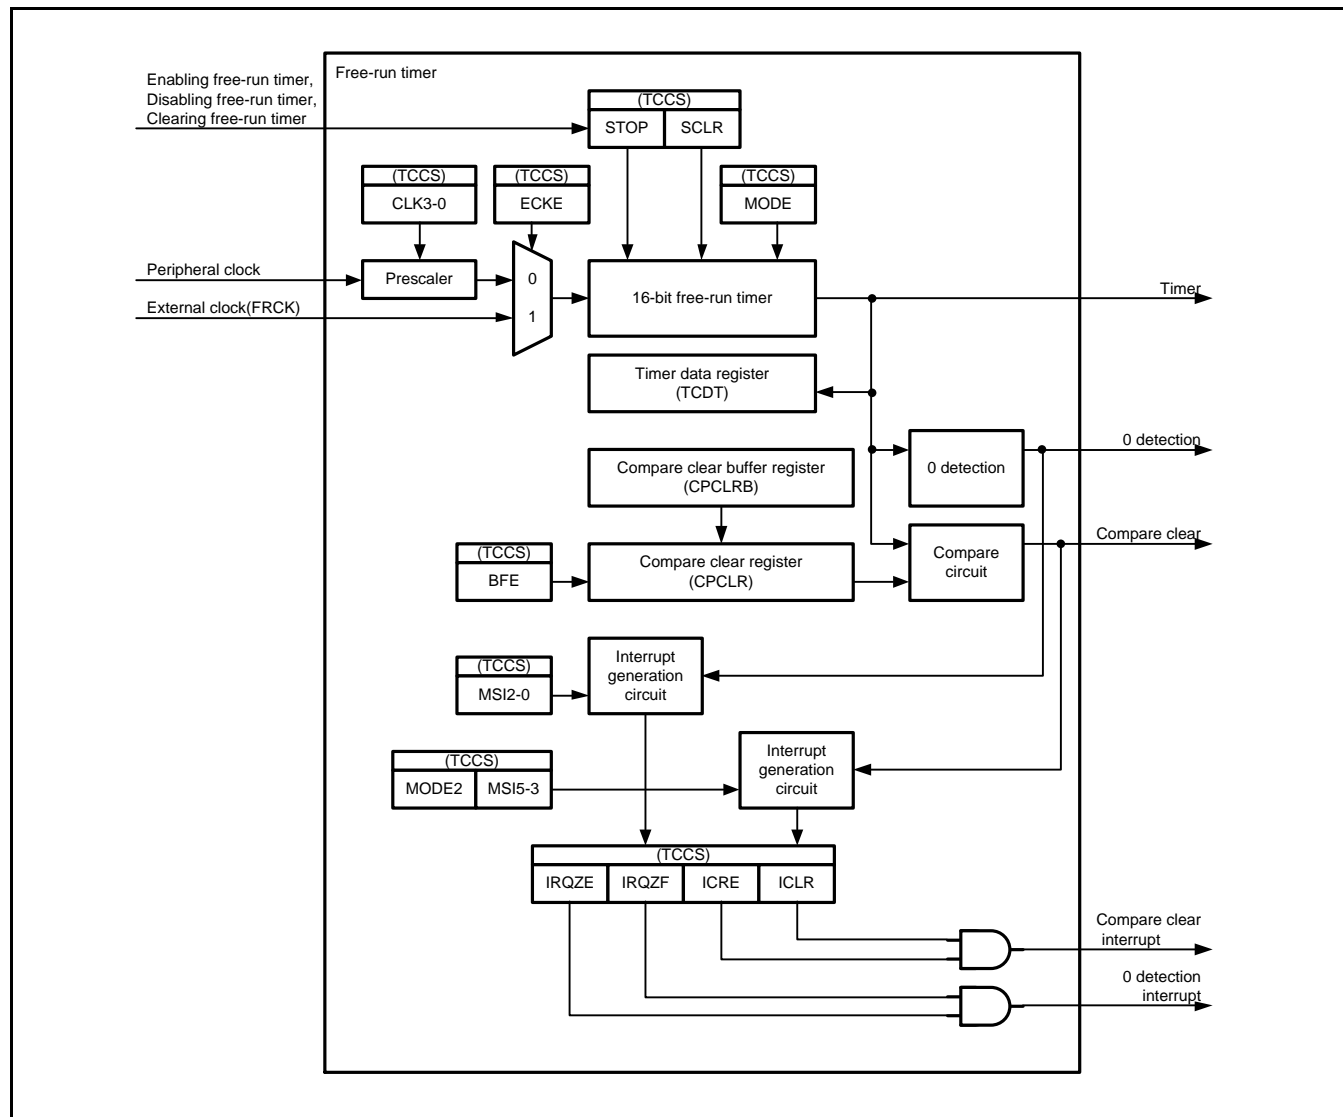 Free-run timer
Enabling free-run timer,
Disabling free-run timer,
Clearing free-run timer
(TCCS)
STOP
SCLR
(TCCS)
CLK3-0
(TCCS)
ECKE
(TCCS)
MODE
Peripheral clock
Prescaler
0
1
External clock(FRCK)
16-bit free-run timer
Timer
Timer data register
(TCDT)
0 detection
0 detection
Compare clear buffer register
(CPCLRB)
(TCCS)
BFE
Compare clear register
(CPCLR)
Compare
circuit
Compare clear
(TCCS)
MSI2-0
Interrupt
generation
circuit
(TCCS)
MODE2
MSI5-3
Interrupt
generation
circuit
(TCCS)
IRQZE
IRQZF
ICRE
ICLR
Compare clear
interrupt
0 detection
interrupt